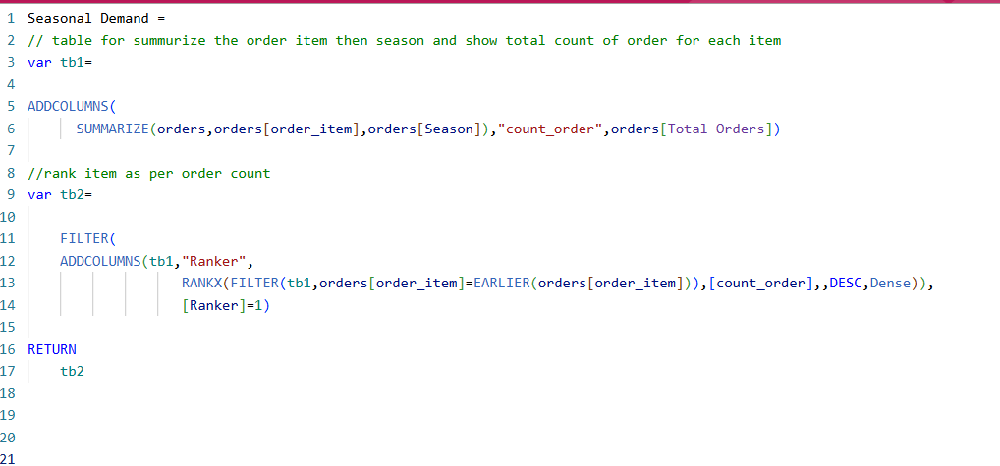 1 Seasonal Demand =
2 // table for summurize the order item then season and show total count of order for each item
3 var tb1=
4
5 ADDCOLUMNS(
6 SUMMARIZE(orders,orders[order_item],orders[Season]),"count_order",orders[Total Orders])
7
8 //rank item as per order count
9 var tb2=
10
11 FILTER(
12 ADDCOLUMNS(tb1,"Ranker",
13 RANKX(FILTER(tb1,orders[order_item]=EARLIER(orders[order_item])),[count_order],,DESC,Dense)),
14 [Ranker]=1)
15
16 RETURN
17 tb2
18
19
20
21